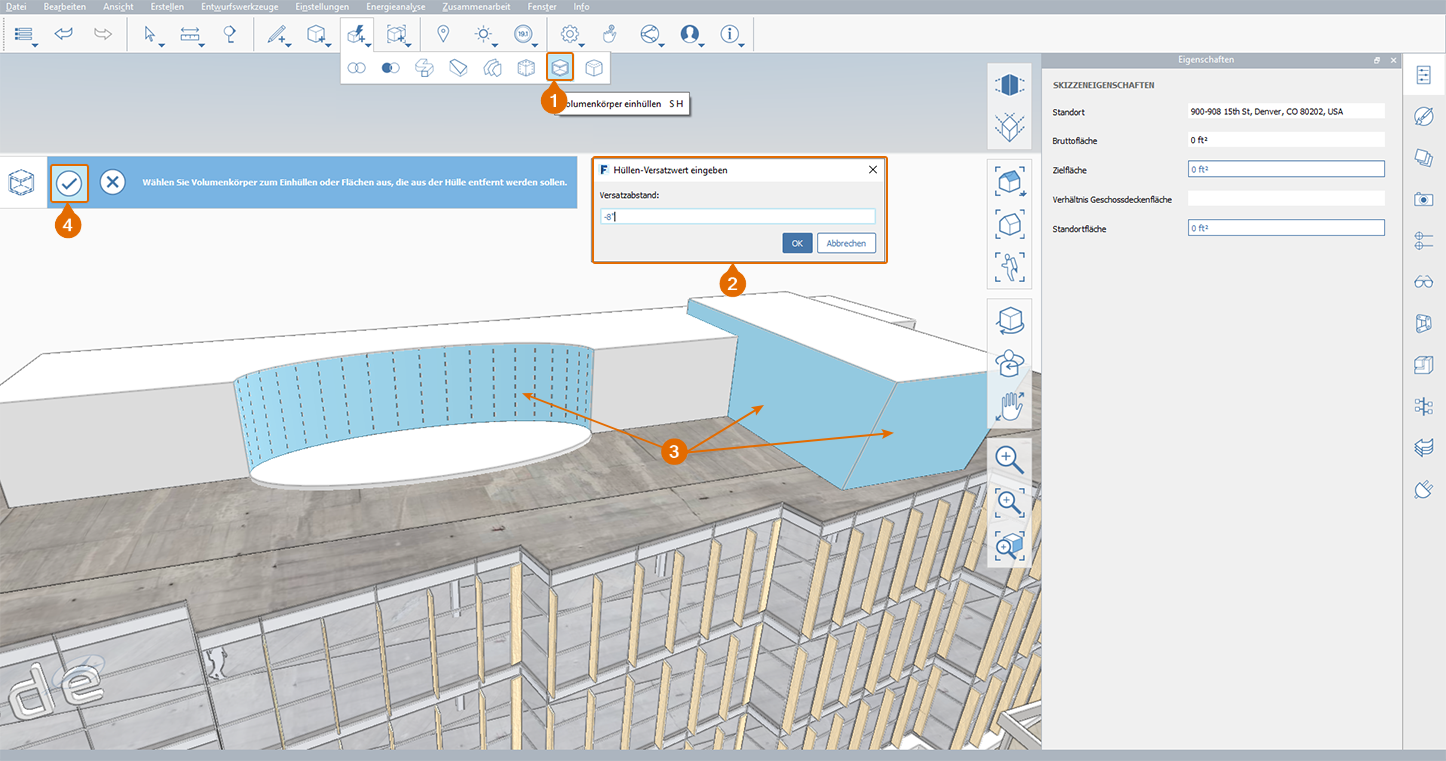 Datei Bearbeiten Ansicht Erstellen Entwurfswerkzeuge Einstellungen Energieanalyse Zusammenarbeit Fenster Info
19.1
1
olumenkörper einhüllen S H
Eigenschaften
SKIZZENEIGENSCHAFTEN
Standort 900-908 15th St, Denver, CO 80202, USA
Bruttofläche 0 ft²
Zielfläche 0 ft²
Verhältnis Geschossdeckenfläche
Standortfläche 0 ft²
Wählen Sie Volumenkörper zum Einhüllen oder Flächen aus, die aus der Hülle entfernt werden sollen.
4
F Hüllen-Versatzwert eingeben
Versatzabstand:
-8"
OK Abbrechen
2
3
de